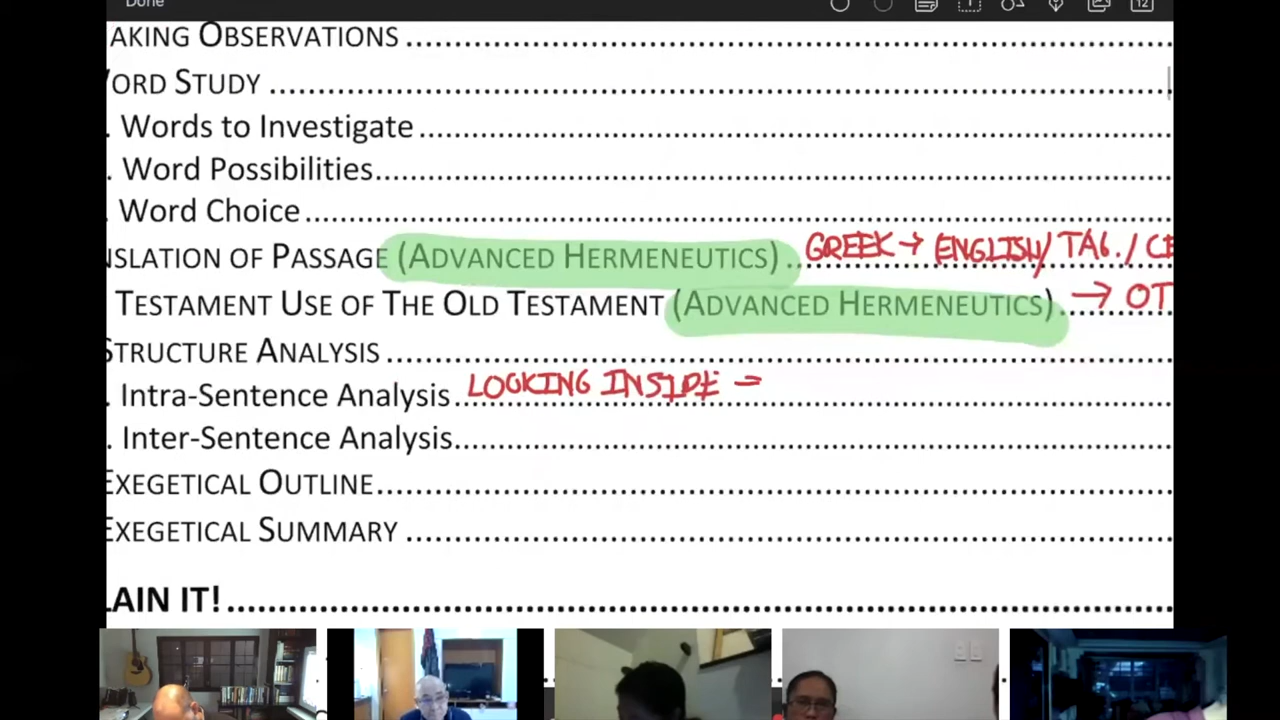 Done
AKING OBSERVATIONS
ORD STUDY
. Words to Investigate
. Word Possibilities
. Word Choice
NSLATION OF PASSAGE (ADVANCED HERMENEUTICS) GREEK → ENGLISH/ TAG. / CE
TESTAMENT USE OF THE OLD TESTAMENT (ADVANCED HERMENEUTICS) → OT
STRUCTURE ANALYSIS
. Intra-Sentence Analysis LOOKING INSIDE
. Inter-Sentence Analysis
EXEGETICAL OUTLINE
EXEGETICAL SUMMARY
LAIN IT!